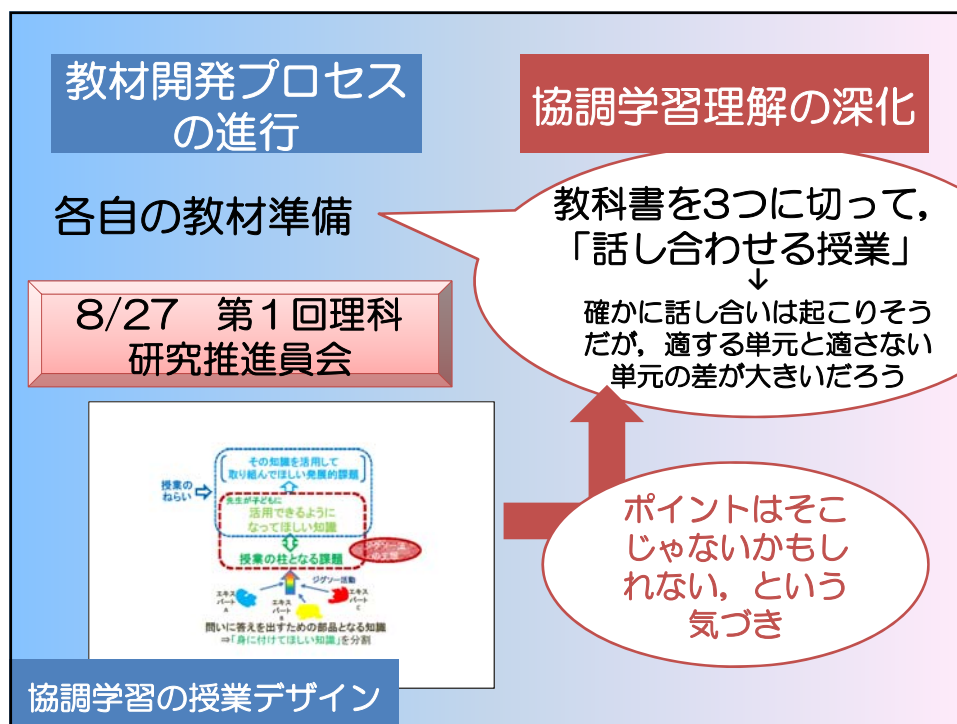 教材開発プロセス
の進行
協調学習理解の深化
各自の教材準備
教科書を3つに切って,
「話し合わせる授業」
↓
確かに話し合いは起こりそう
だが, 適する単元と適さない
単元の差が大きいだろう
8/27　第1回理科
研究推進員会
その知識を活用して
取り組んでほしい発展的課題
授業の
ねらい
先生が子どもに
活用できるように
なってほしい知識
授業の柱となる課題
ジグソー活動
エキス
パート
A
エキス
パート
B
エキス
パート
C
問いに答えを出すための部品となる知識
⇒「身に付けてほしい知識」を分割
ポイントはそこ
じゃないかもし
れない, という
気づき
協調学習の授業デザイン